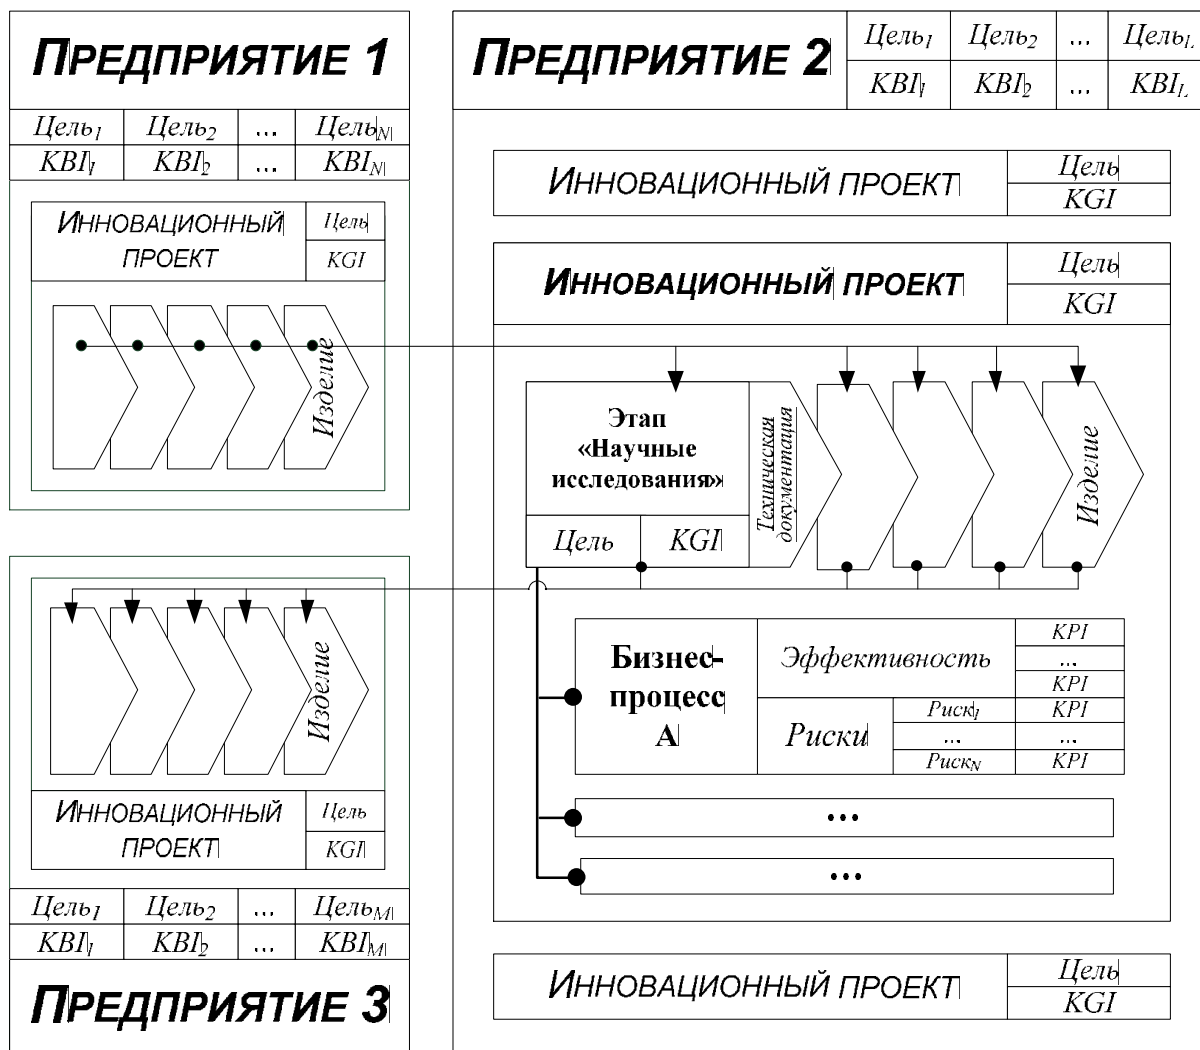 ПРЕДПРИЯТИЕ 1
Цель1 Цель2 ... ЦельN
KBI1 KBI2 ... KBIN
ИННОВАЦИОННЫЙ
ПРОЕКТ
Цель
KGI
Изделие
ПРЕДПРИЯТИЕ 2
Цель1 Цель2 ... ЦельL
KBI1 KBI2 ... KBIL
ИННОВАЦИОННЫЙ ПРОЕКТ
Цель
KGI
ИННОВАЦИОННЫЙ ПРОЕКТ
Цель
KGI
Этап
«Научные
исследования»
Цель KGI
Техническая
документация
Изделие
Бизнес-
процесс
А
Эффективность
KPI
...
KPI
Риски
Риск1 KPI
... ...
РискN KPI
...
...
ИННОВАЦИОННЫЙ ПРОЕКТ
Цель
KGI
Изделие
ИННОВАЦИОННЫЙ
ПРОЕКТ
Цель
KGI
Цель1 Цель2 ... ЦельM
KBI1 KBI2 ... KBIM
ПРЕДПРИЯТИЕ 3